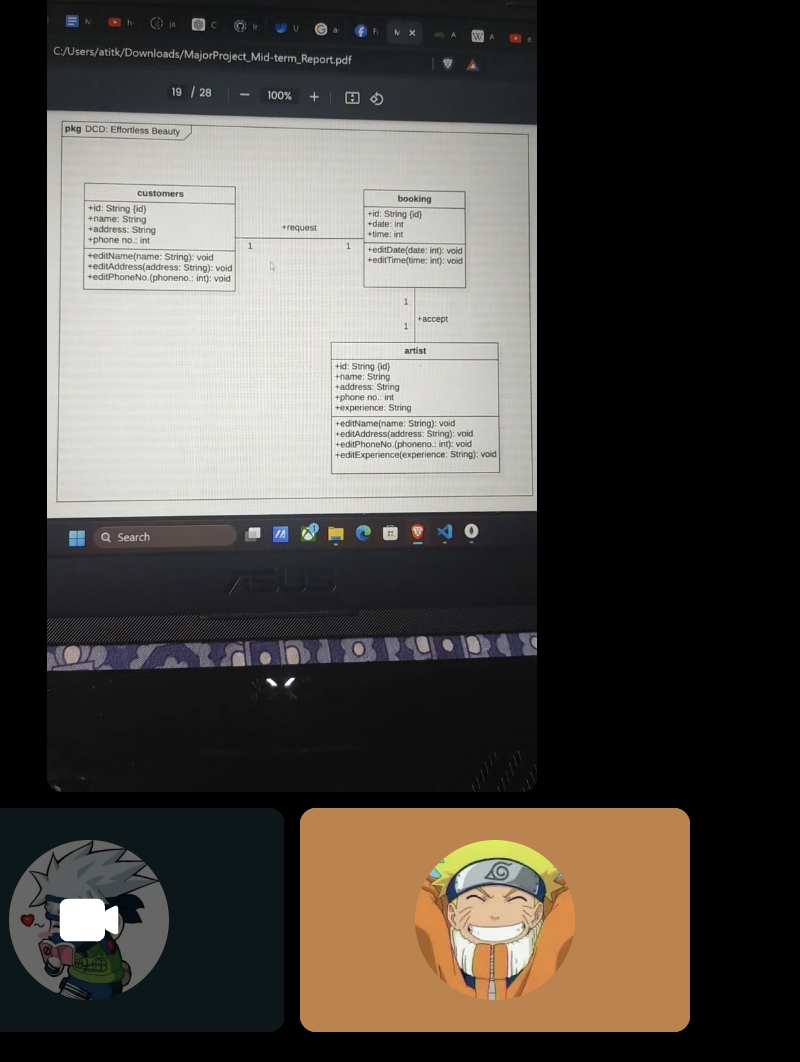 C:/Users/atitk/Downloads/MajorProject_Mid-term_Report.pdf
19 / 28 − 100% +
pkg DCD: Effortless Beauty
customers
+id: String {id}
+name: String
+address: String
+phone no.: int
+editName(name: String): void
+editAddress(address: String): void
+editPhoneNo.(phoneno.: int): void
+request
1
1
booking
+id: String {id}
+date: int
+time: int
+editDate(date: int): void
+editTime(time: int): void
1
+accept
1
artist
+id: String {id}
+name: String
+address: String
+phone no.: int
+experience: String
+editName(name: String): void
+editAddress(address: String): void
+editPhoneNo.(phoneno.: int): void
+editExperience(experience: String): void
Search
ASUS